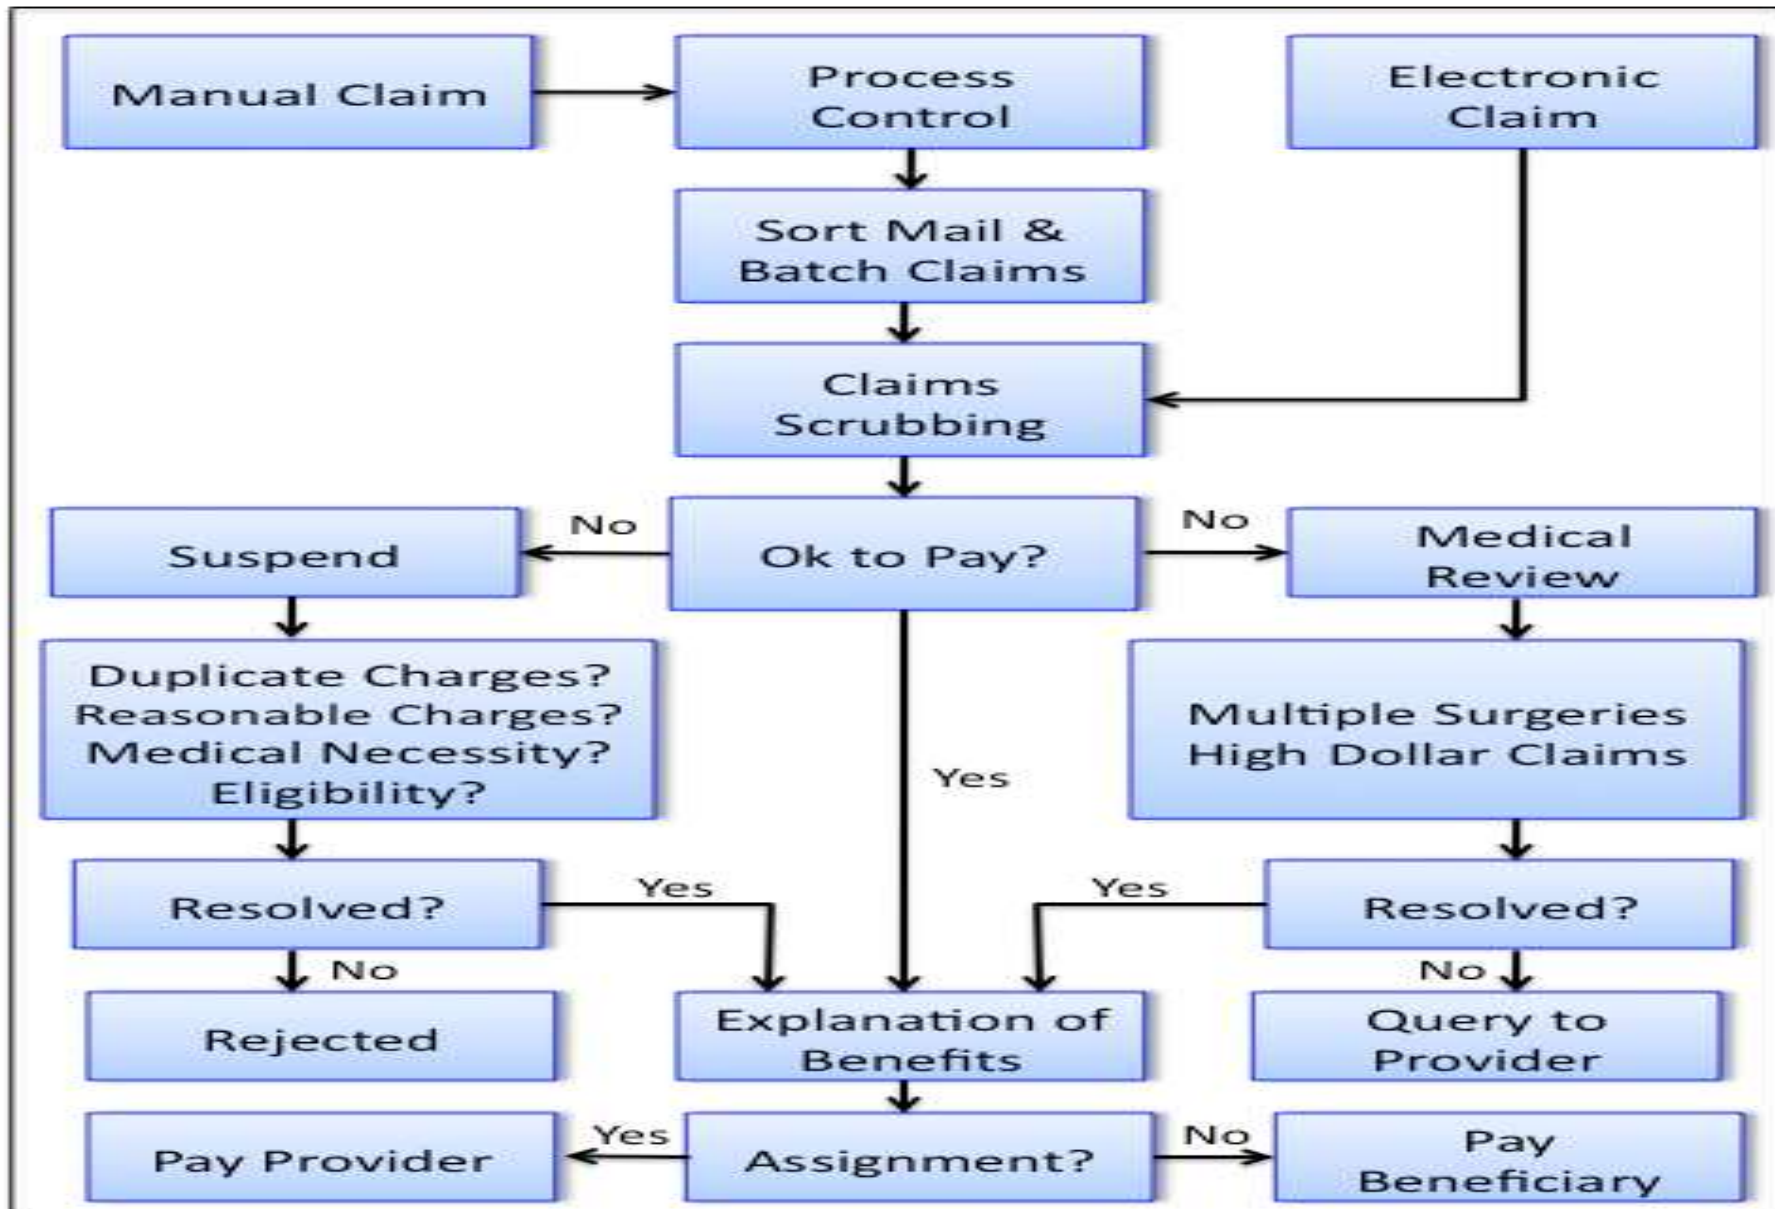 Manual Claim
Process
Control
Electronic
Claim
Sort Mail &
Batch Claims
Claims
Scrubbing
Suspend
No
Ok to Pay?
No
Medical
Review
Duplicate Charges?
Reasonable Charges?
Medical Necessity?
Eligibility?
Yes
Multiple Surgeries
High Dollar Claims
Resolved?
Yes
Yes
Resolved?
No
No
Rejected
Explanation of
Benefits
Query to
Provider
Pay Provider
Yes
Assignment?
No
Pay
Beneficiary